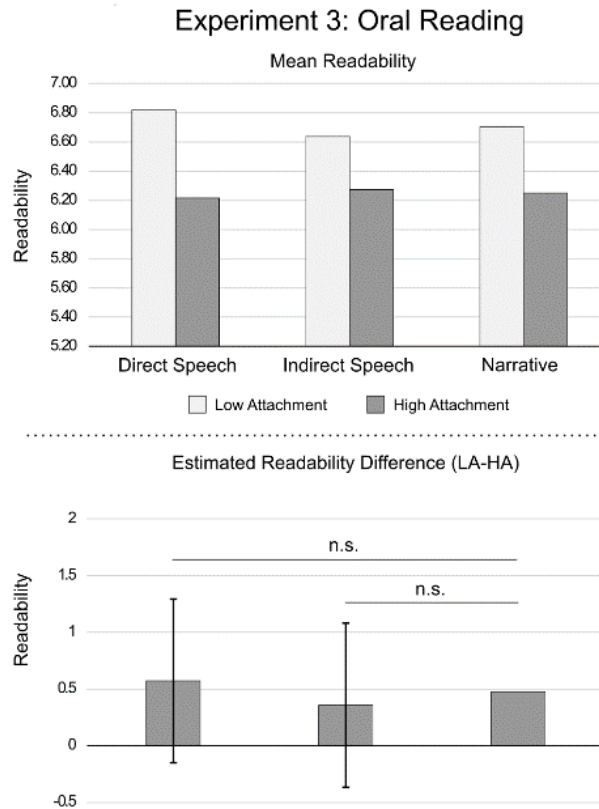 Experiment 3: Oral Reading
Mean Readability
7.00
6.80
6.60
6.40
6.20
6.00
5.80
5.60
5.40
5.20
Readability
Direct Speech Indirect Speech Narrative
Low Attachment High Attachment
Estimated Readability Difference (LA-HA)
2
1.5
1
0.5
0
-0.5
Readability
n.s.
n.s.